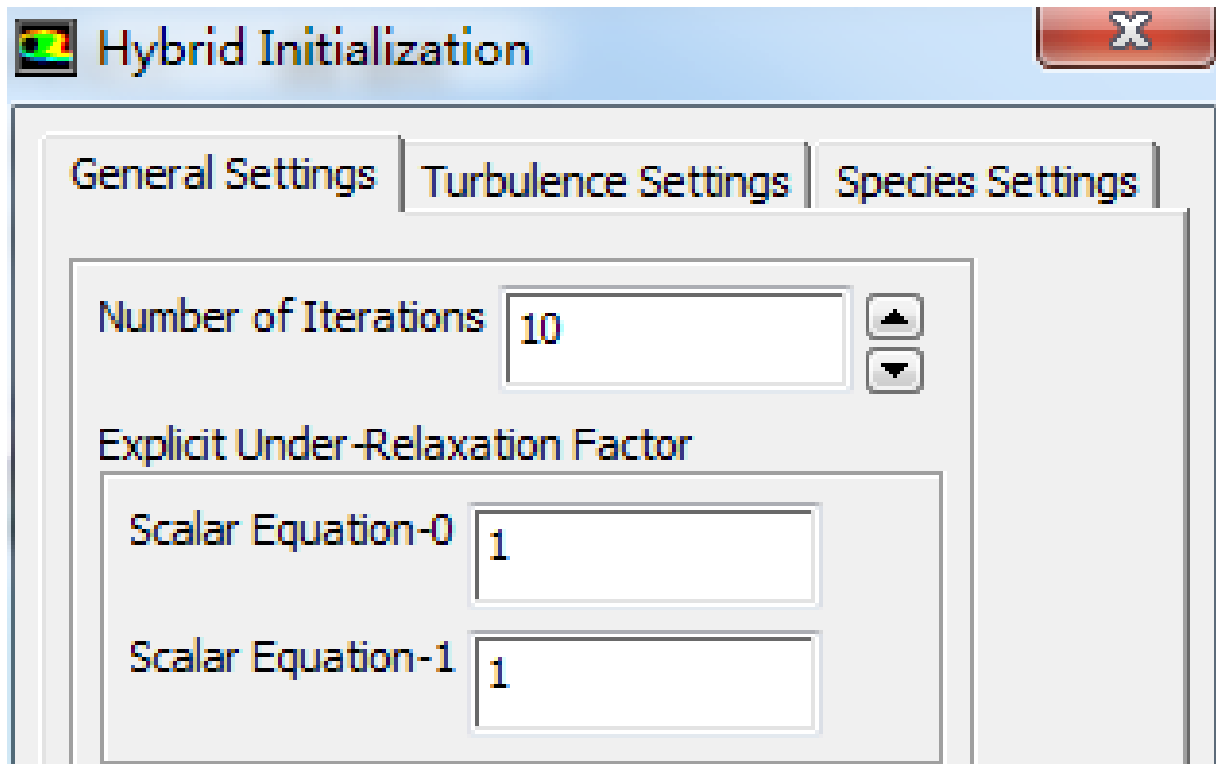 Hybrid Initialization
General Settings Turbulence Settings Species Settings
Number of Iterations 10
Explicit Under-Relaxation Factor
Scalar Equation-0 1
Scalar Equation-1 1